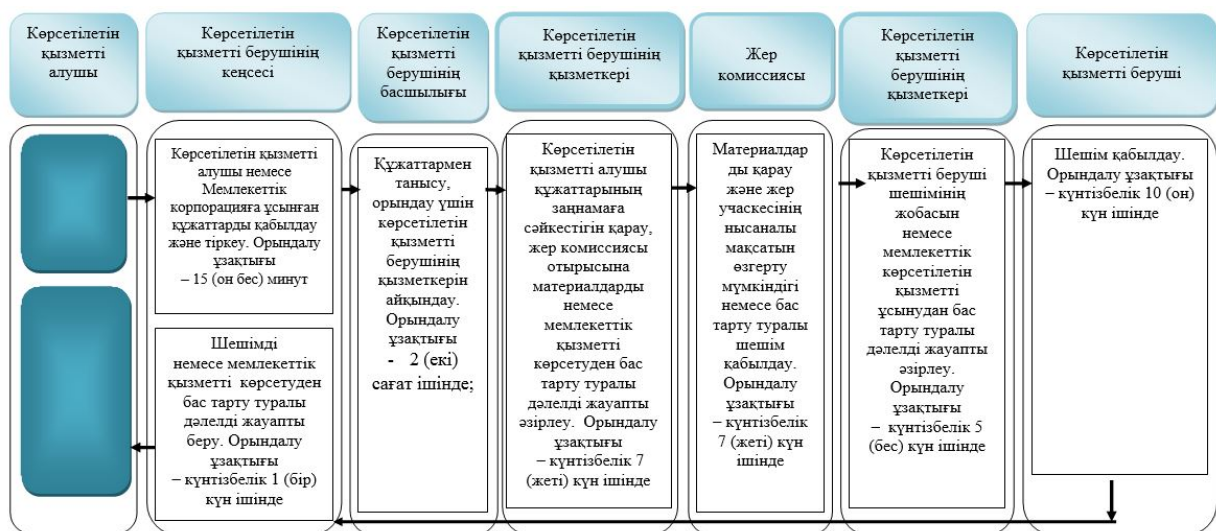 Көрсетілетін
қызметті
алушы
Көрсетілетін
қызметті берушінің
кеңсесі
Көрсетілетін
қызметті
берушінің
басшылығы
Көрсетілетін
қызметті берушінің
қызметкері
Жер
комиссиясы
Көрсетілетін
қызметті
берушінің
қызметкері
Көрсетілетін
қызметті беруші
Көрсетілетін қызметті
алушы немесе
Мемлекеттік
корпорацияға ұсынған
құжаттарды қабылдау
және тіркеу. Орындалу
ұзақтығы
– 15 (он бес) минут
Шешімді
немесе мемлекеттік
қызметті көрсетуден
бас тарту туралы
дәлелді жауапты
беру. Орындалу
ұзақтығы
– күнтізбелік 1 (бір)
күн ішінде
Құжаттармен
танысу,
орындау үшін
көрсетілетін
қызметті
берушінің
қызметкерін
айқындау.
Орындалу
ұзақтығы
- 2 (екі)
сағат ішінде;
Көрсетілетін
қызметті алушы
құжаттарының
заңнамаға
сәйкестігін қарау,
жер комиссиясы
отырысына
материалдарды
немесе
мемлекеттік
қызметті
көрсетуден бас
тарту туралы
дәлелді жауапты
әзірлеу. Орындалу
ұзақтығы
– күнтізбелік 7
(жеті) күн ішінде
Материалдар
ды қарау
және жер
учаскесінің
нысаналы
мақсатын
өзгерту
мүмкіндігі
немесе бас
тарту туралы
шешім
қабылдау.
Орындалу
ұзақтығы
– күнтізбелік
7 (жеті) күн
ішінде
Көрсетілетін
қызметті беруші
шешімінің
жобасын
немесе
мемлекеттік
көрсетілетін
қызметті
ұсынудан бас
тарту туралы
дәлелді жауапты
әзірлеу.
Орындалу
ұзақтығы
– күнтізбелік 5
(бес) күн ішінде
Шешім қабылдау.
Орындалу ұзақтығы
– күнтізбелік 10 (он)
күн ішінде